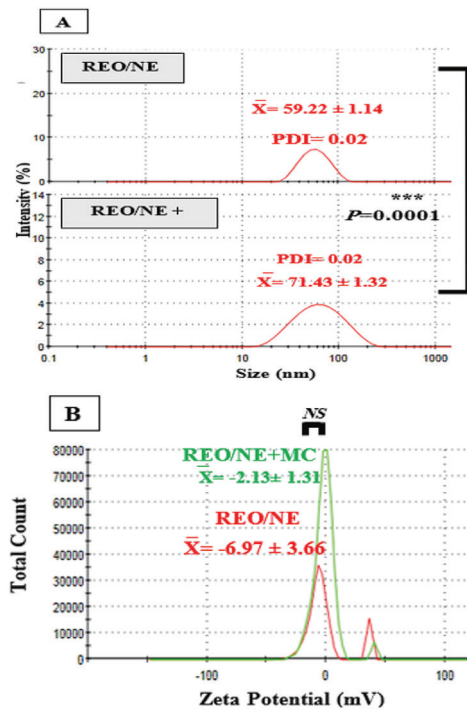 A
Intensity (%)
30
REO/NE
X̄= 59.22 ± 1.14
20
PDI= 0.02
10
0
14
REO/NE +
***
12
P=0.0001
10
8
PDI= 0.02
6
X̄= 71.43 ± 1.32
4
2
0
0.1 1 10 100 1000
Size (nm)
B
NS
Total Count
80000
REO/NE+MC
70000
X̄= -2.13± 1.31
60000
REO/NE
50000
X̄= -6.97 ± 3.66
40000
30000
20000
10000
0
-100 0 100
Zeta Potential (mV)